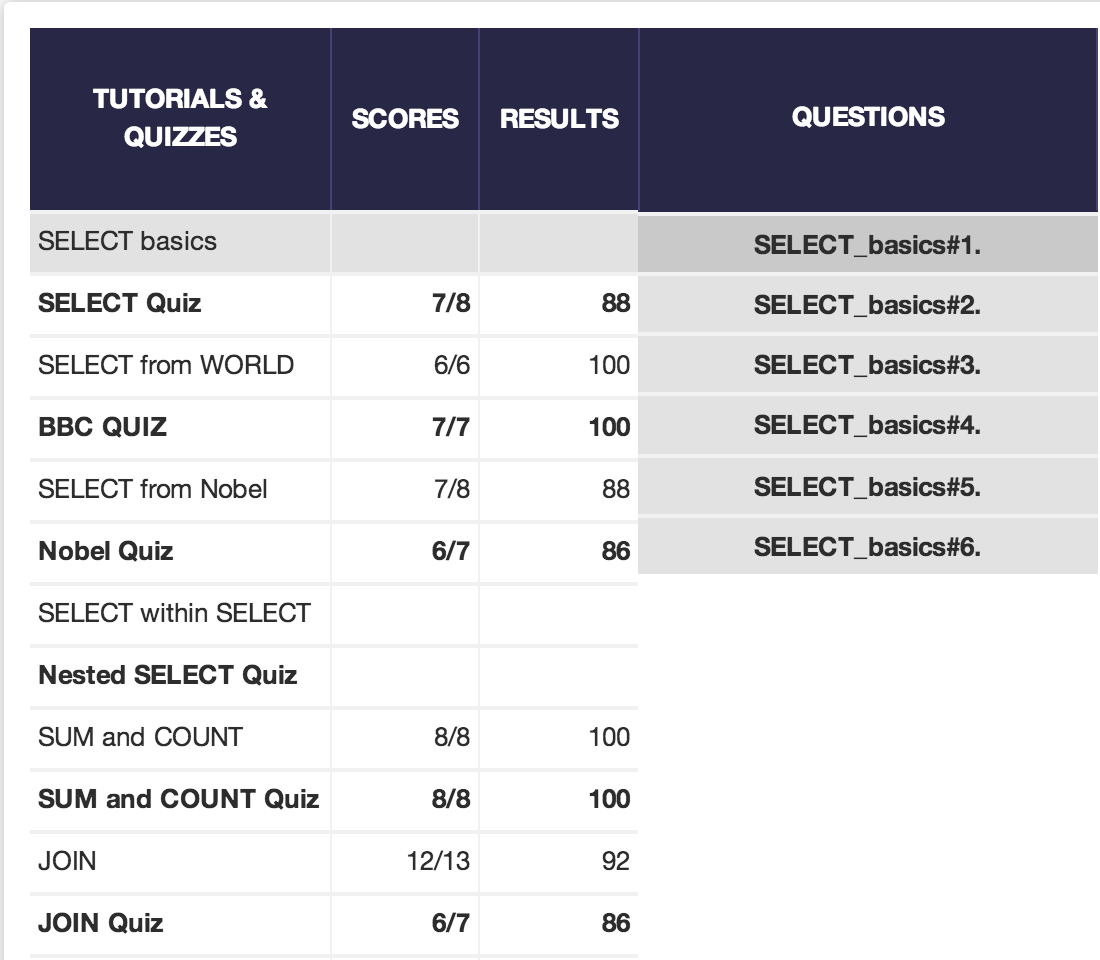 TUTORIALS &
QUIZZES
SCORES
RESULTS
QUESTIONS
SELECT basics
SELECT_basics#1.
SELECT Quiz 7/8 88
SELECT_basics#2.
SELECT from WORLD 6/6 100
SELECT_basics#3.
BBC QUIZ 7/7 100
SELECT_basics#4.
SELECT from Nobel 7/8 88
SELECT_basics#5.
Nobel Quiz 6/7 86
SELECT_basics#6.
SELECT within SELECT
Nested SELECT Quiz
SUM and COUNT 8/8 100
SUM and COUNT Quiz 8/8 100
JOIN 12/13 92
JOIN Quiz 6/7 86